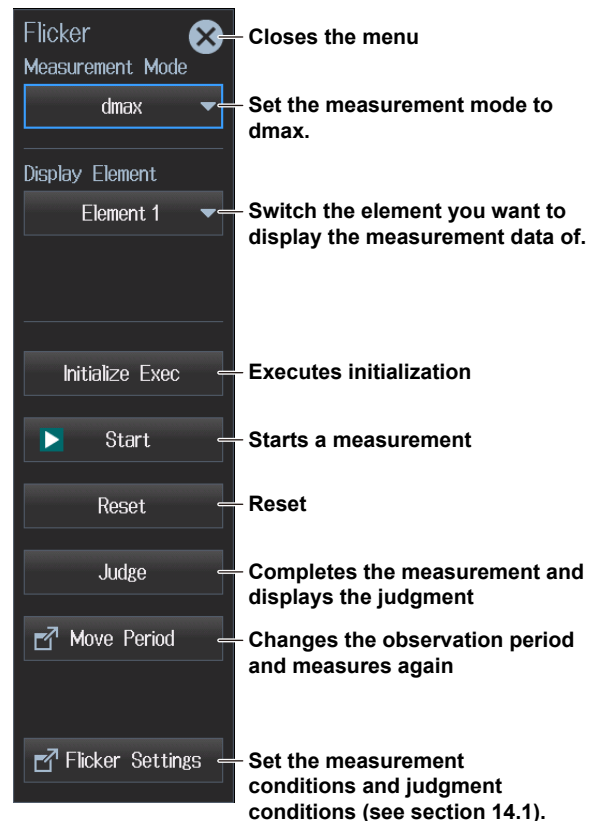 Flicker
Closes the menu
Measurement Mode
dmax
Set the measurement mode to
dmax.
Display Element
Element 1
Switch the element you want to
display the measurement data of.
Initialize Exec
Executes initialization
Start
Starts a measurement
Reset
Reset
Judge
Completes the measurement and
displays the judgment
Move Period
Changes the observation period
and measures again
Flicker Settings
Set the measurement
conditions and judgment
conditions (see section 14.1).